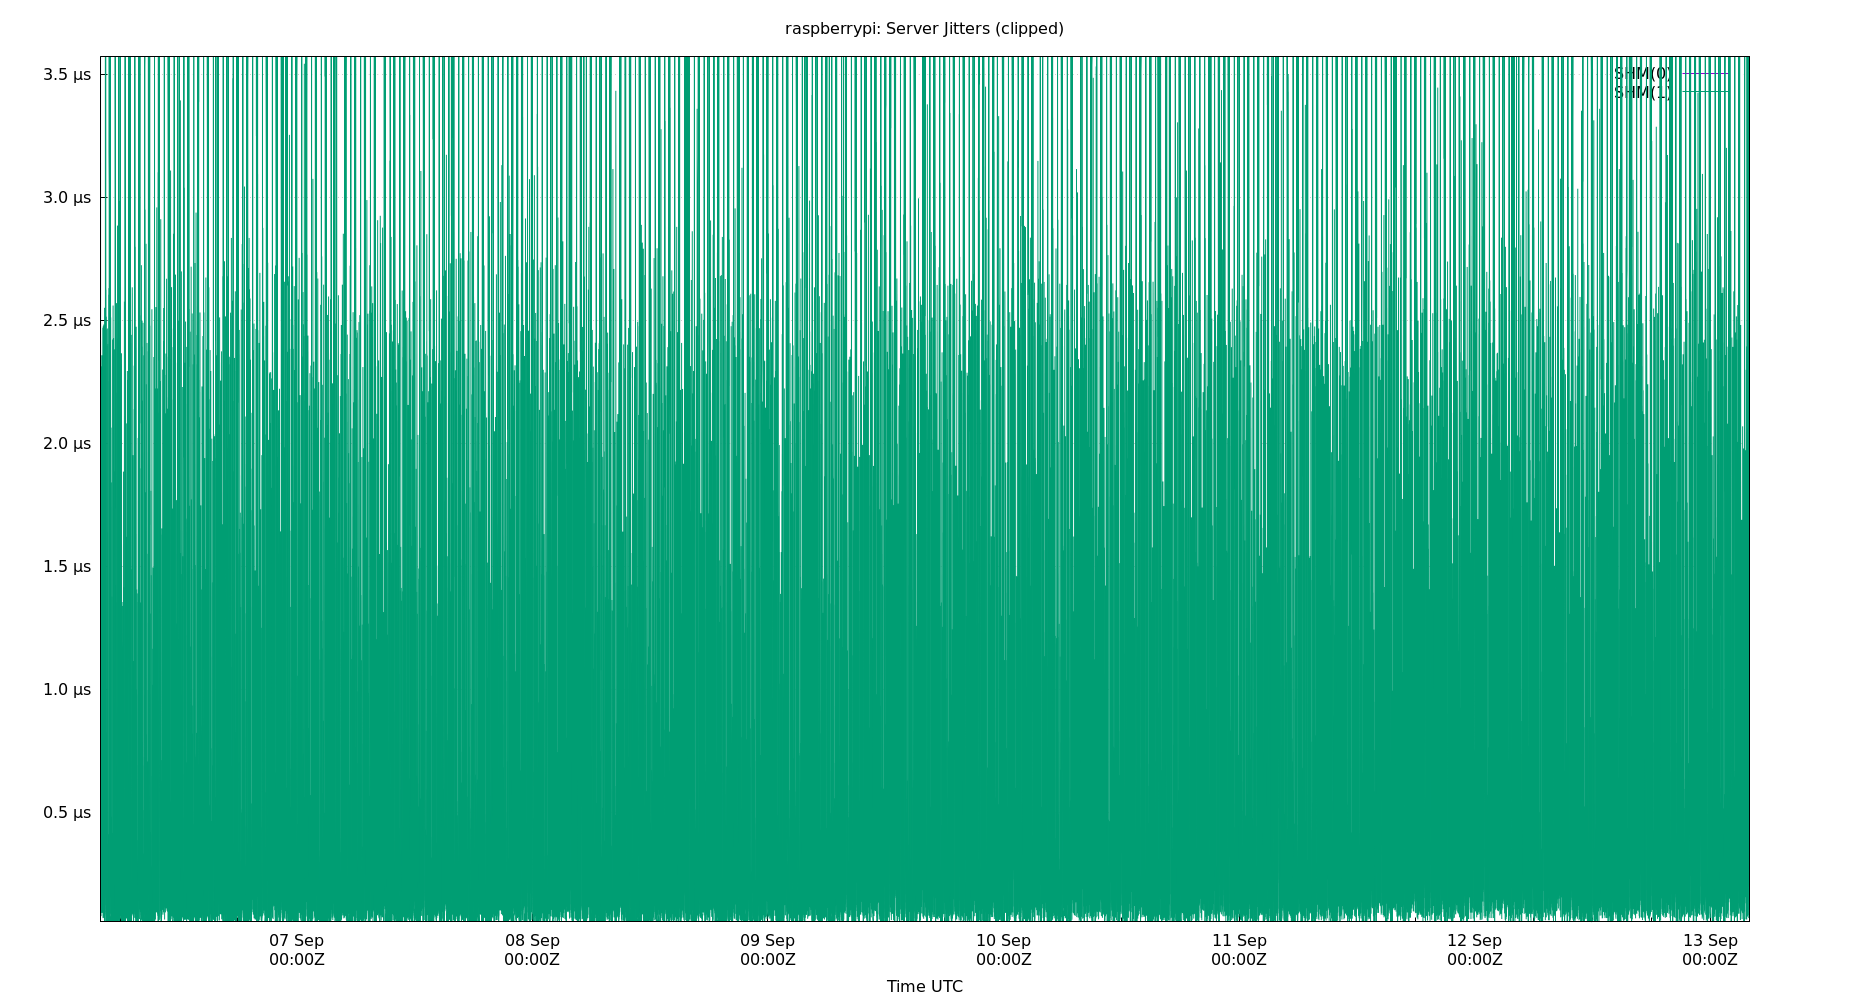 raspberrypi: Server Jitters (clipped)
3.5 µs
SHM(0)
SHM(1)
3.0 µs
2.5 µs
2.0 µs
1.5 µs
1.0 µs
0.5 µs
07 Sep 08 Sep 09 Sep 10 Sep 11 Sep 12 Sep 13 Sep
00:00Z 00:00Z 00:00Z 00:00Z 00:00Z 00:00Z 00:00Z
Time UTC